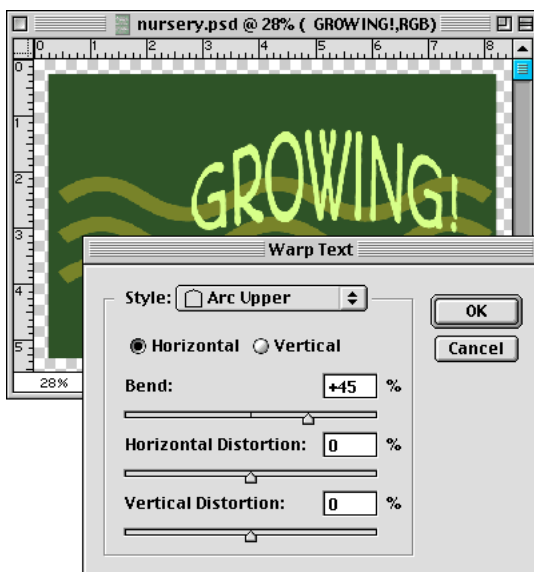 nursery.psd @ 28% ( GROWING!,RGB)
0 1 2 3 4 5 6 7 8
0
1
2
3
4
5
GROWING!
28%
Warp Text
Style: Arc Upper
OK
Horizontal Vertical
Cancel
Bend: +45 %
Horizontal Distortion: 0 %
Vertical Distortion: 0 %